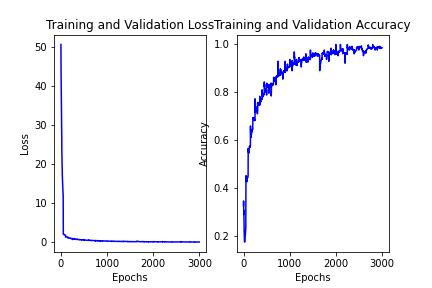 Training and Validation Loss
50
40
30
20
10
0
0 1000 2000 3000
Epochs
Loss
Training and Validation Accuracy
1.0
0.8
0.6
0.4
0.2
0 1000 2000 3000
Epochs
Accuracy